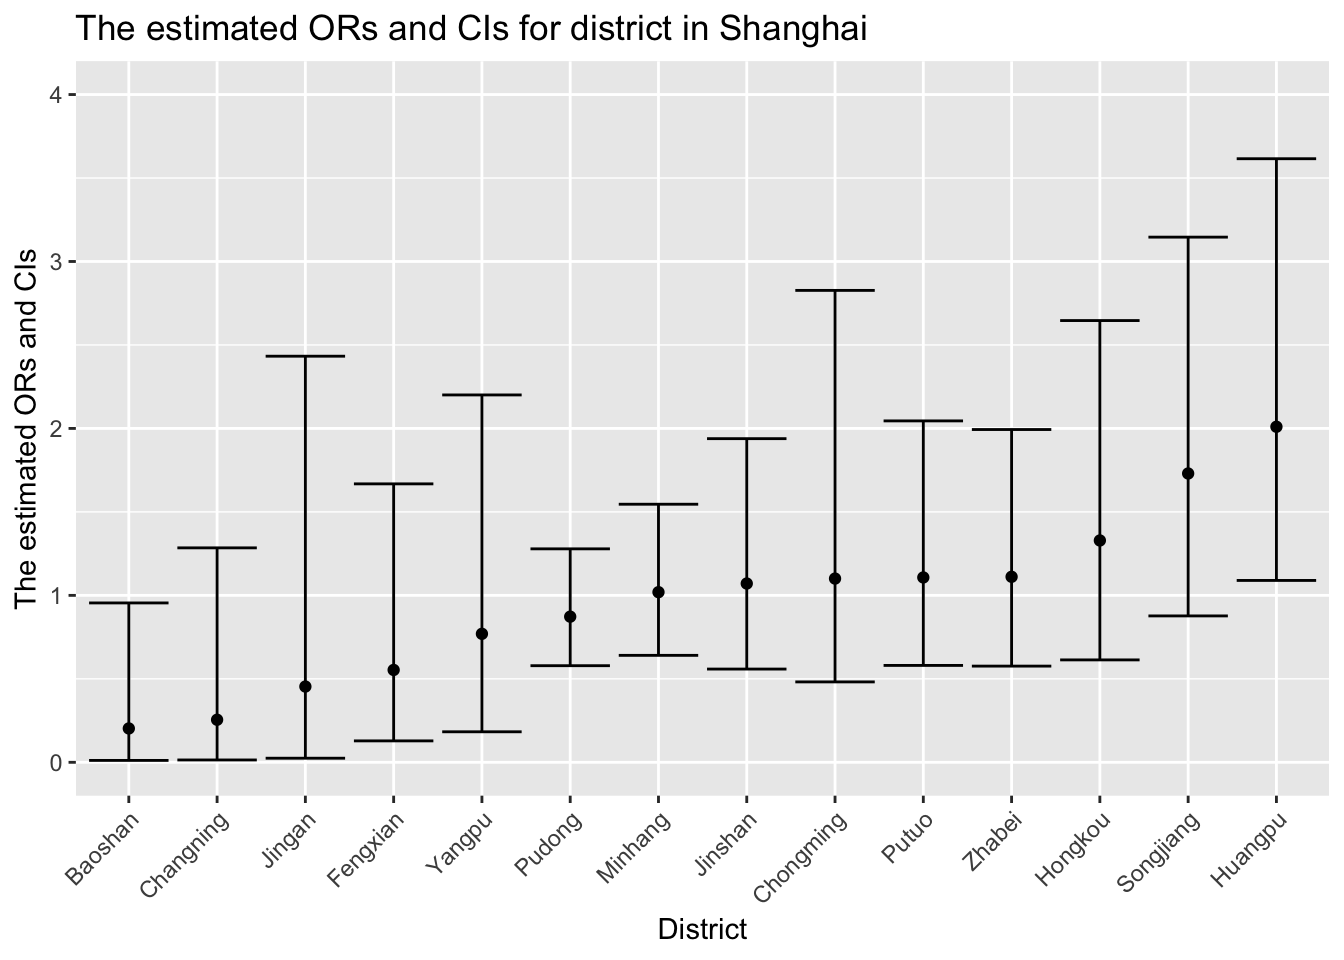 The estimated ORs and CIs for district in Shanghai
The estimated ORs and CIs
4
3
2
1
0
Baoshan
Changning
Jingan
Fengxian
Yangpu
Pudong
Minhang
Jinshan
Chongming
Putuo
Zhabei
Hongkou
Songjiang
Huangpu
District